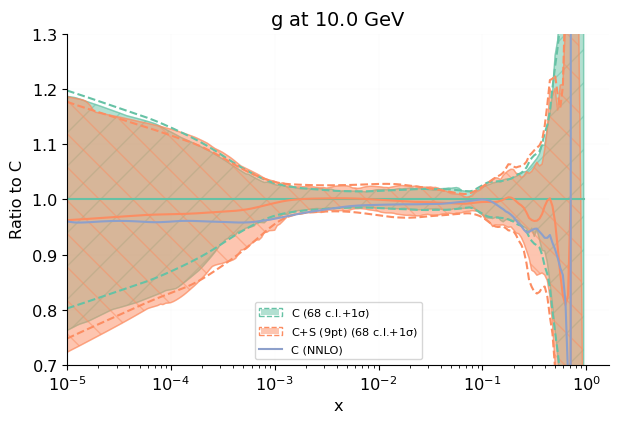 g at 10.0 GeV
Ratio to C
1.3
1.2
1.1
1.0
0.9
0.8
0.7
C (68 c.l.+1σ)
C+S (9pt) (68 c.l.+1σ)
C (NNLO)
10⁻⁵ 10⁻⁴ 10⁻³ 10⁻² 10⁻¹ 10⁰
x